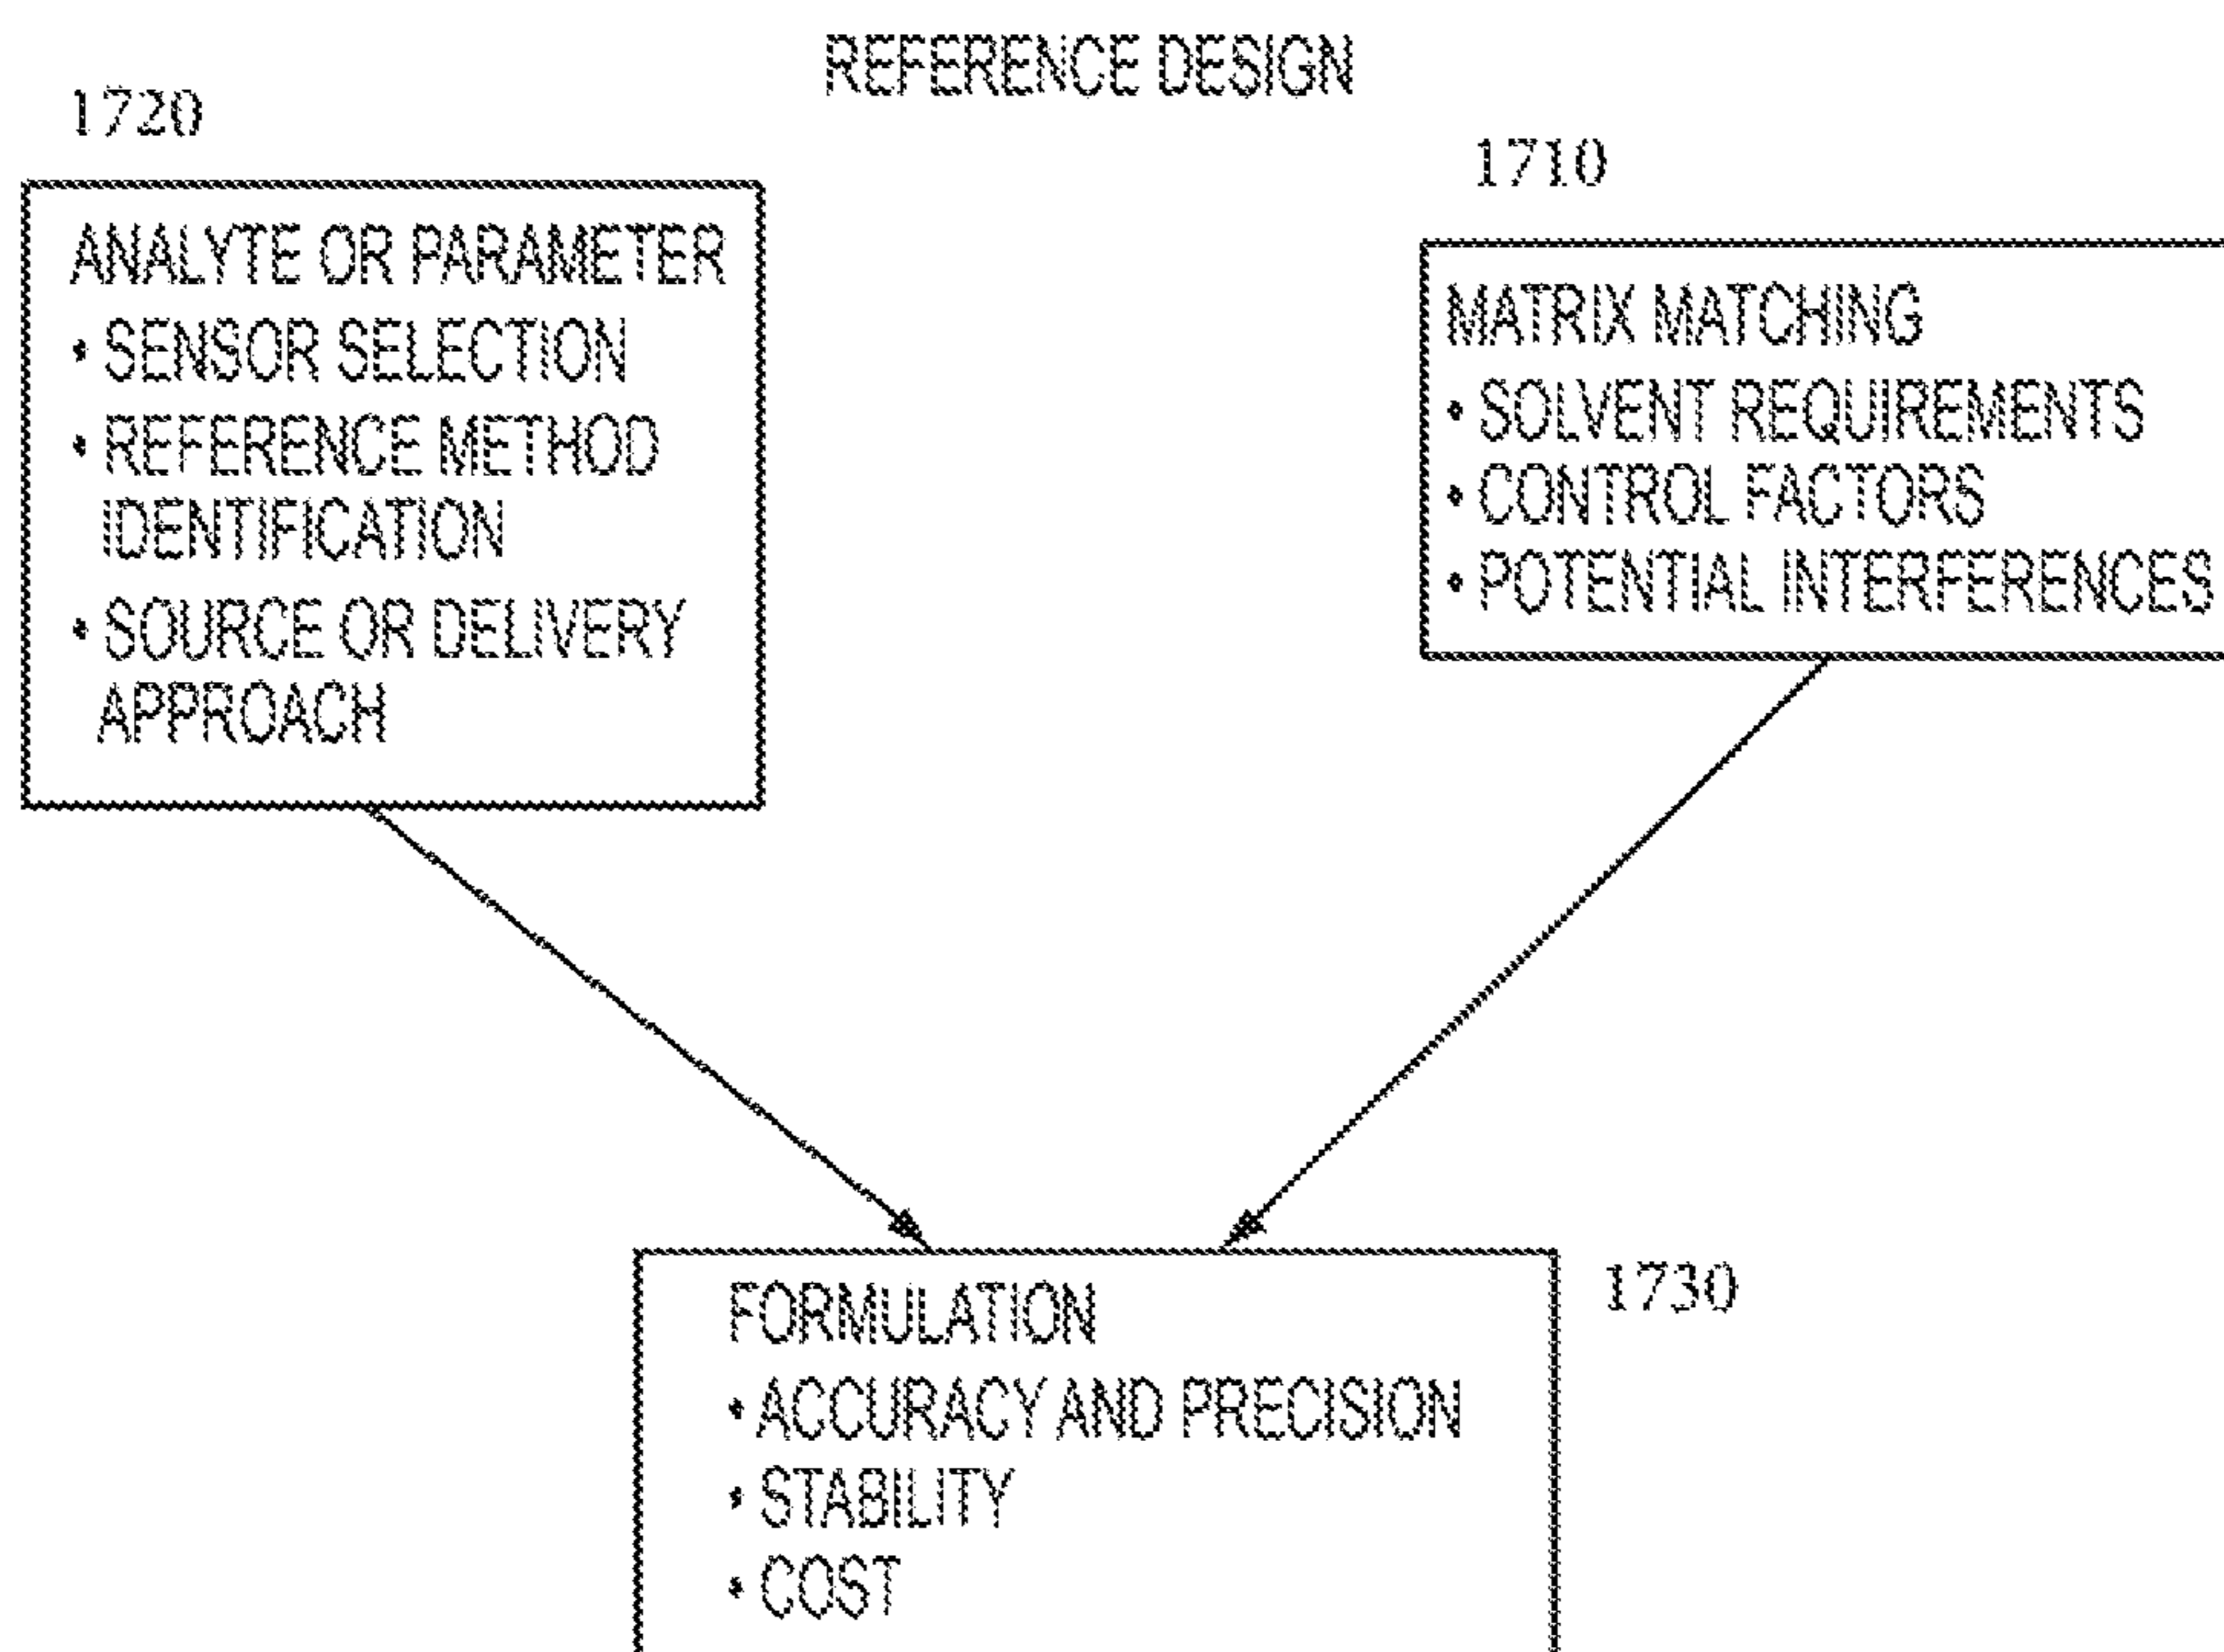 REFERENCE DESIGN
1720
ANALYTE OR PARAMETER
• SENSOR SELECTION
• REFERENCE METHOD
IDENTIFICATION
• SOURCE OR DELIVERY
APPROACH
1710
MATRIX MATCHING
• SOLVENT REQUIREMENTS
• CONTROL FACTORS
• POTENTIAL INTERFERENCES
1730
FORMULATION
• ACCURACY AND PRECISION
• STABILITY
• COST